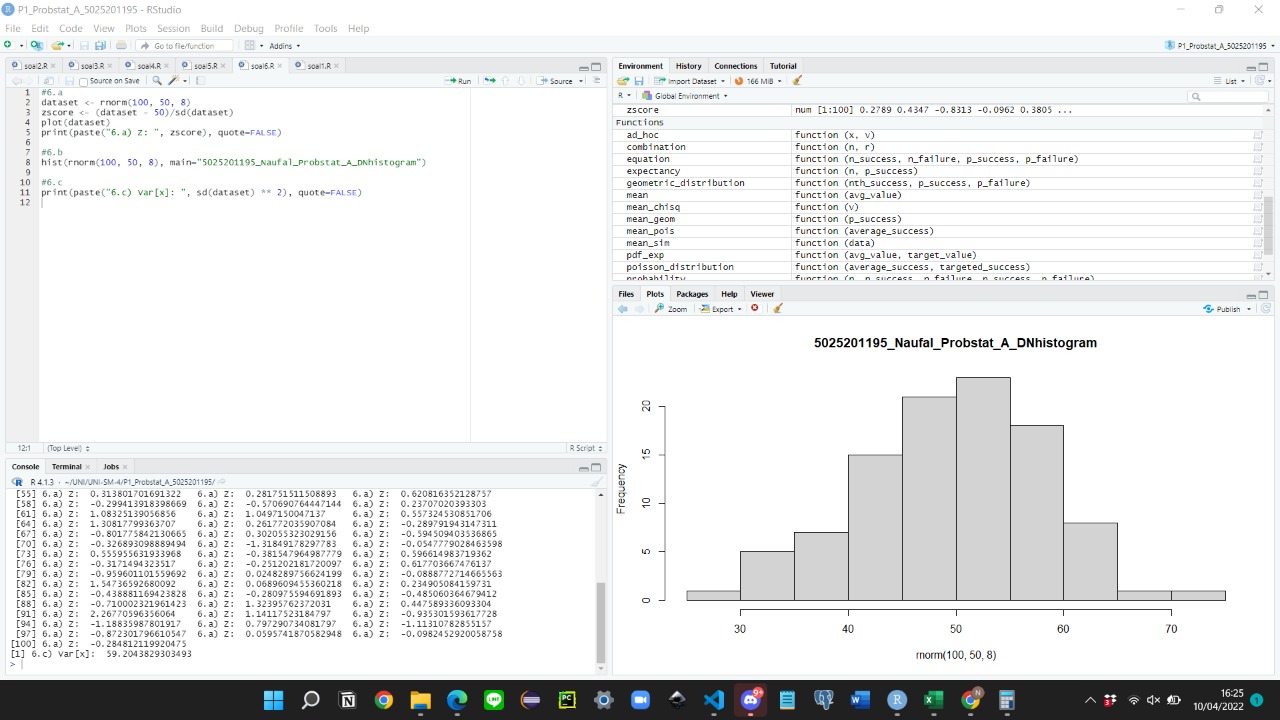 P1_Probstat_A_5025201195 - RStudio
File Edit Code View Plots Session Build Debug Profile Tools Help
Go to file/function Addins P1_Probstat_A_5025201195
soal2.R soal3.R soal4.R soal5.R soal6.R soal1.R
Source on Save Run Source
1 #6.a
2 dataset <- rnorm(100, 50, 8)
3 zscore <- (dataset - 50)/sd(dataset)
4 plot(dataset)
5 print(paste("6.a) Z: ", zscore), quote=FALSE)
6
7 #6.b
8 hist(rnorm(100, 50, 8), main="5025201195_Naufal_Probstat_A_DNhistogram")
9
10 #6.c
11 print(paste("6.c) Var[x]: ", sd(dataset) ** 2), quote=FALSE)
12
12:1 (Top Level) R Script
Console Terminal Jobs
R 4.1.3 · ~/UNI/UNI-SM-4/P1_Probstat_A_5025201195/
[55] 6.a) Z: 0.313801701691322 6.a) Z: 0.281751511508893 6.a) Z: 0.620816352128757
[58] 6.a) Z: -0.299413918398669 6.a) Z: -0.570690764447144 6.a) Z: 0.23707020393303
[61] 6.a) Z: 1.08325139056856 6.a) Z: 1.0497150047137 6.a) Z: 0.557324530851706
[64] 6.a) Z: 1.30817799363707 6.a) Z: 0.261772035907084 6.a) Z: -0.289791943147311
[67] 6.a) Z: -0.801775842130665 6.a) Z: 0.302055323029156 6.a) Z: -0.594509403536865
[70] 6.a) Z: -0.326893098889494 6.a) Z: -1.31849178297783 6.a) Z: -0.0547779028463598
[73] 6.a) Z: 0.555955631933968 6.a) Z: -0.381547964987779 6.a) Z: 0.596614983719362
[76] 6.a) Z: -0.3171494323517 6.a) Z: -0.251202181720097 6.a) Z: 0.617703667476137
[79] 6.a) Z: -0.959601101559692 6.a) Z: 0.0248289756624199 6.a) Z: -0.0888772714665563
[82] 6.a) Z: 1.54736592680092 6.a) Z: 0.0689609455360218 6.a) Z: 0.234905084159731
[85] 6.a) Z: -0.438881169423828 6.a) Z: -0.280975594691893 6.a) Z: -0.485060364679412
[88] 6.a) Z: -0.710002321961423 6.a) Z: 1.32395762372031 6.a) Z: 0.447589336093304
[91] 6.a) Z: 2.26770596356064 6.a) Z: 1.14117523184797 6.a) Z: -0.935301593617728
[94] 6.a) Z: -1.18835987801917 6.a) Z: 0.797290734081797 6.a) Z: -1.11310782855157
[97] 6.a) Z: -0.872301796610547 6.a) Z: 0.0595741870582948 6.a) Z: -0.0982452920058758
[100] 6.a) Z: -0.284812119920475
[1] 6.c) Var[x]: 59.2043829303493
>
Environment History Connections Tutorial
Import Dataset 166 MiB List
R Global Environment
zscore num [1:100] 0.2789 0.4347 -0.8313 -0.0962 0.3805 ...
Functions
ad_hoc function (x, v)
combination function (n, r)
equation function (n_success, n_failure, p_success, p_failure)
expectancy function (n, p_success)
geometric_distribution function (nth_success, p_success, p_failure)
mean function (avg_value)
mean_chisq function (v)
mean_geom function (p_success)
mean_pois function (average_success)
mean_sim function (data)
pdf_exp function (avg_value, target_value)
poisson_distribution function (average_success, targeted_success)
probability function (n, n_success, n_failure, p_success, p_failure)
Files Plots Packages Help Viewer
Zoom Export Publish
5025201195_Naufal_Probstat_A_DNhistogram
Frequency
20
15
10
5
0
30 40 50 60 70
rnorm(100, 50, 8)
16:25
10/04/2022